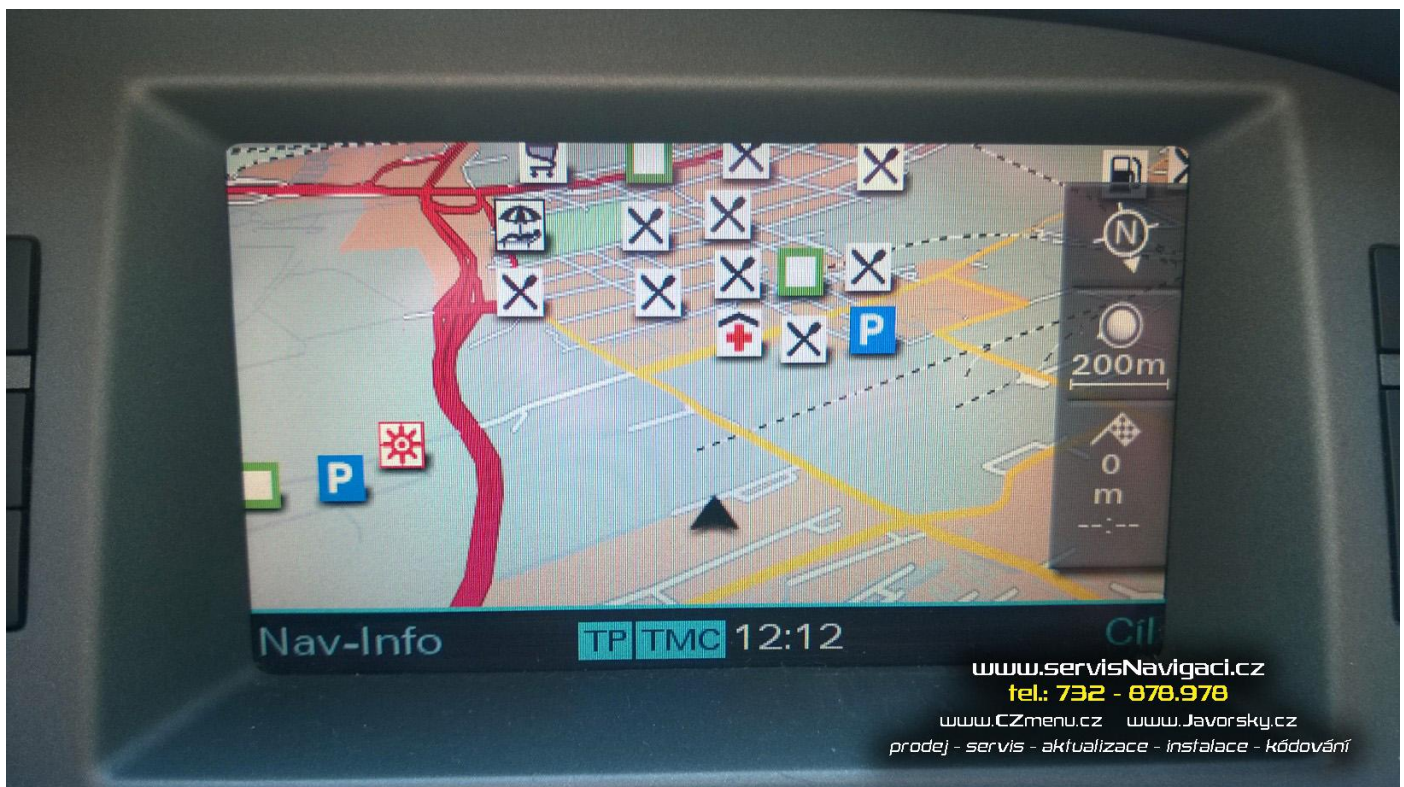 N
P
200m
P
0
m
--:--
Nav-Info TP TMC 12:12 Cíl
www.servisNavigaci.cz
tel.: 732 - 878.978
www.CZmenu.cz www.Javorsky.cz
prodej - servis - aktualizace - instalace - kódování